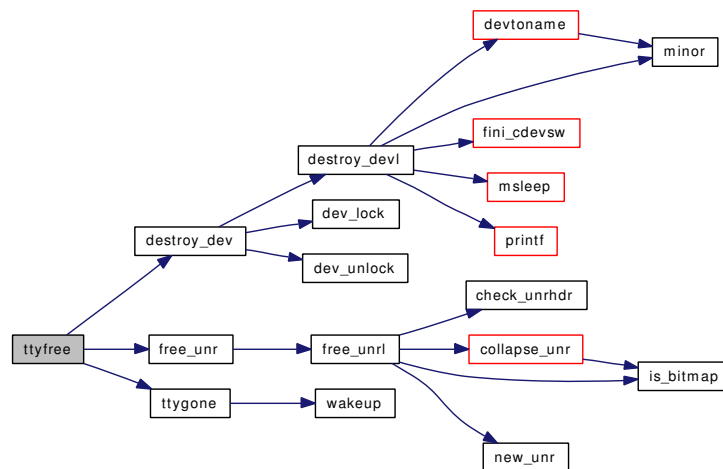 devtoname
minor
fini_cdevsw
destroy_devl
msleep
dev_lock
destroy_dev
printf
dev_unlock
check_unrhdr
ttyfree
free_unr
free_unrl
collapse_unr
is_bitmap
ttygone
wakeup
new_unr